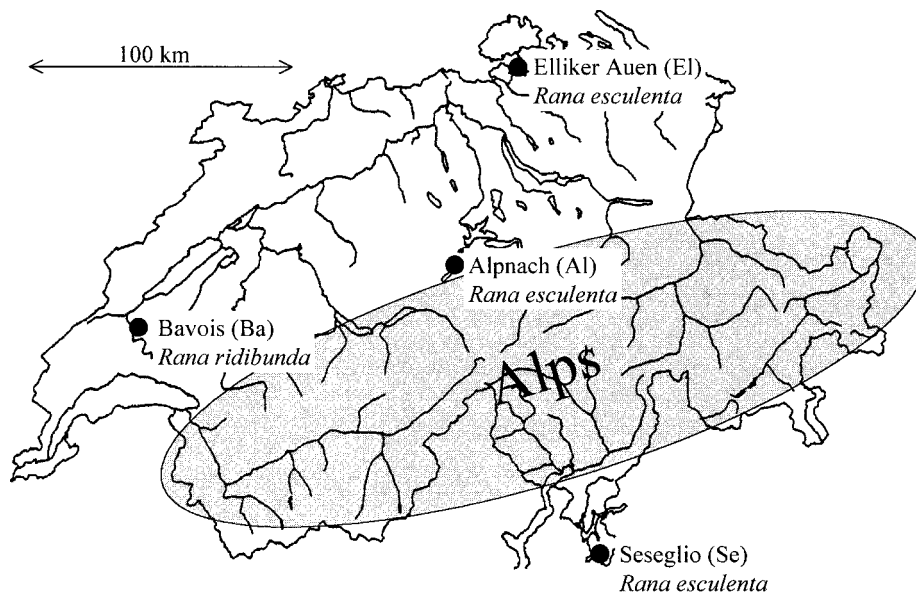 100 km
Elliker Auen (El)
Rana esculenta
Alpnach (Al)
Rana esculenta
Bavois (Ba)
Rana ridibunda
Alps
Seseglio (Se)
Rana esculenta